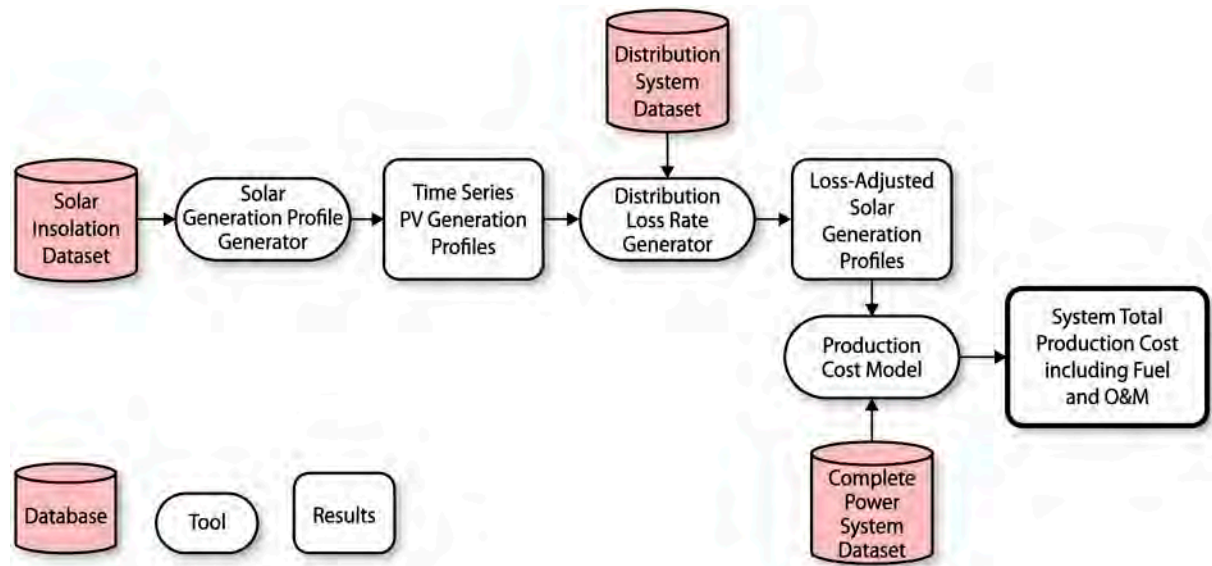 Distribution
System
Dataset
Solar
Insolation
Dataset
Solar
Generation Profile
Generator
Time Series
PV Generation
Profiles
Distribution
Loss Rate
Generator
Loss-Adjusted
Solar
Generation
Profiles
Production
Cost Model
System Total
Production Cost
including Fuel
and O&M
Complete
Power
System
Dataset
Database
Tool
Results